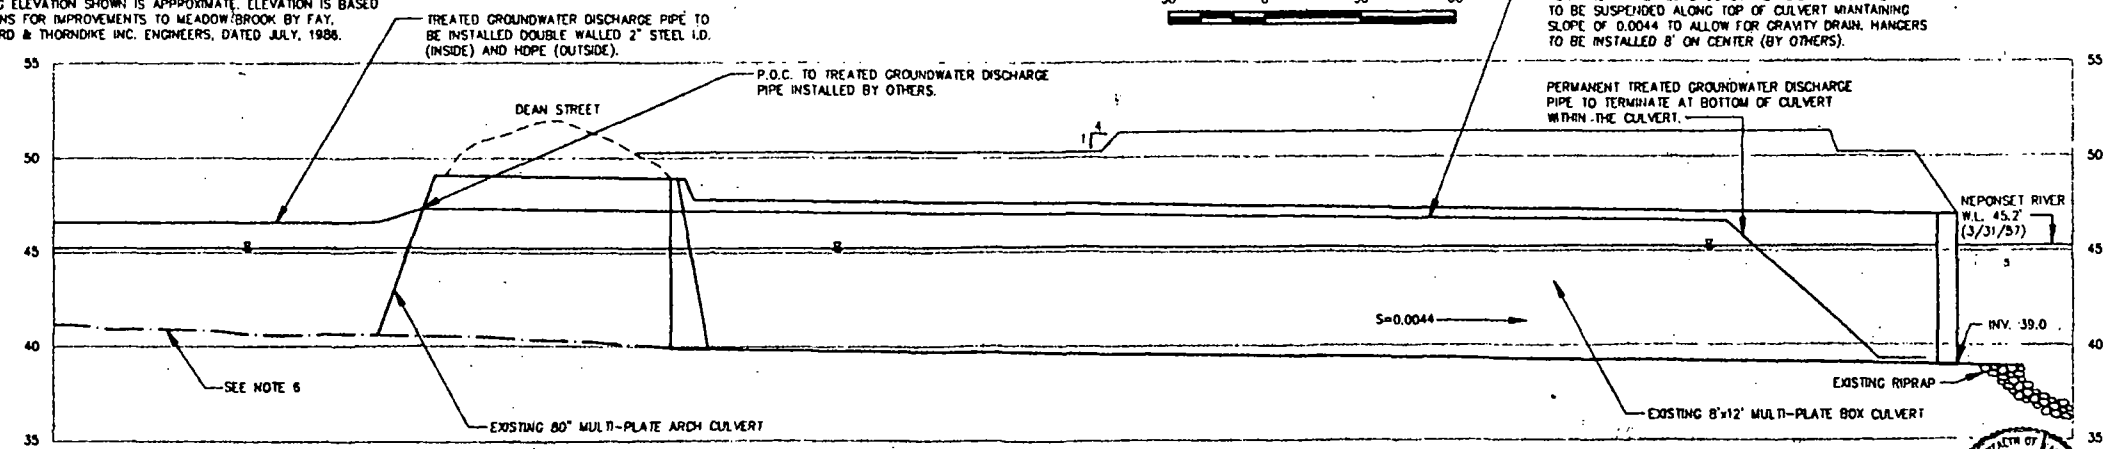 ELEVATION SHOWN IS APPROXIMATE. ELEVATION IS BASED
FOR IMPROVEMENTS TO MEADOW BROOK BY FAY,
& THORNDIKE INC. ENGINEERS, DATED JULY, 1986.
TREATED GROUNDWATER DISCHARGE PIPE TO
BE INSTALLED DOUBLE WALLED 2" STEEL I.D.
(INSIDE) AND HDPE (OUTSIDE).
TO BE SUSPENDED ALONG TOP OF CULVERT MIANTAINING
SLOPE OF 0.0044 TO ALLOW FOR GRAVITY DRAIN. HANGERS
TO BE INSTALLED 8' ON CENTER (BY OTHERS).
55
55
P.O.C. TO TREATED GROUNDWATER DISCHARGE
PIPE INSTALLED BY OTHERS.
PERMANENT TREATED GROUNDWATER DISCHARGE
PIPE TO TERMINATE AT BOTTOM OF CULVERT
WITHIN THE CULVERT.
DEAN STREET
4
1
50
50
NEPONSET RIVER
W.L. 45.2'
(3/31/97)
45
45
S=0.0044
INV. 39.0
40
40
SEE NOTE 6
EXISTING RIPRAP
EXISTING 80" MULTI-PLATE ARCH CULVERT
EXISTING 8'x12' MULTI-PLATE BOX CULVERT
35
35